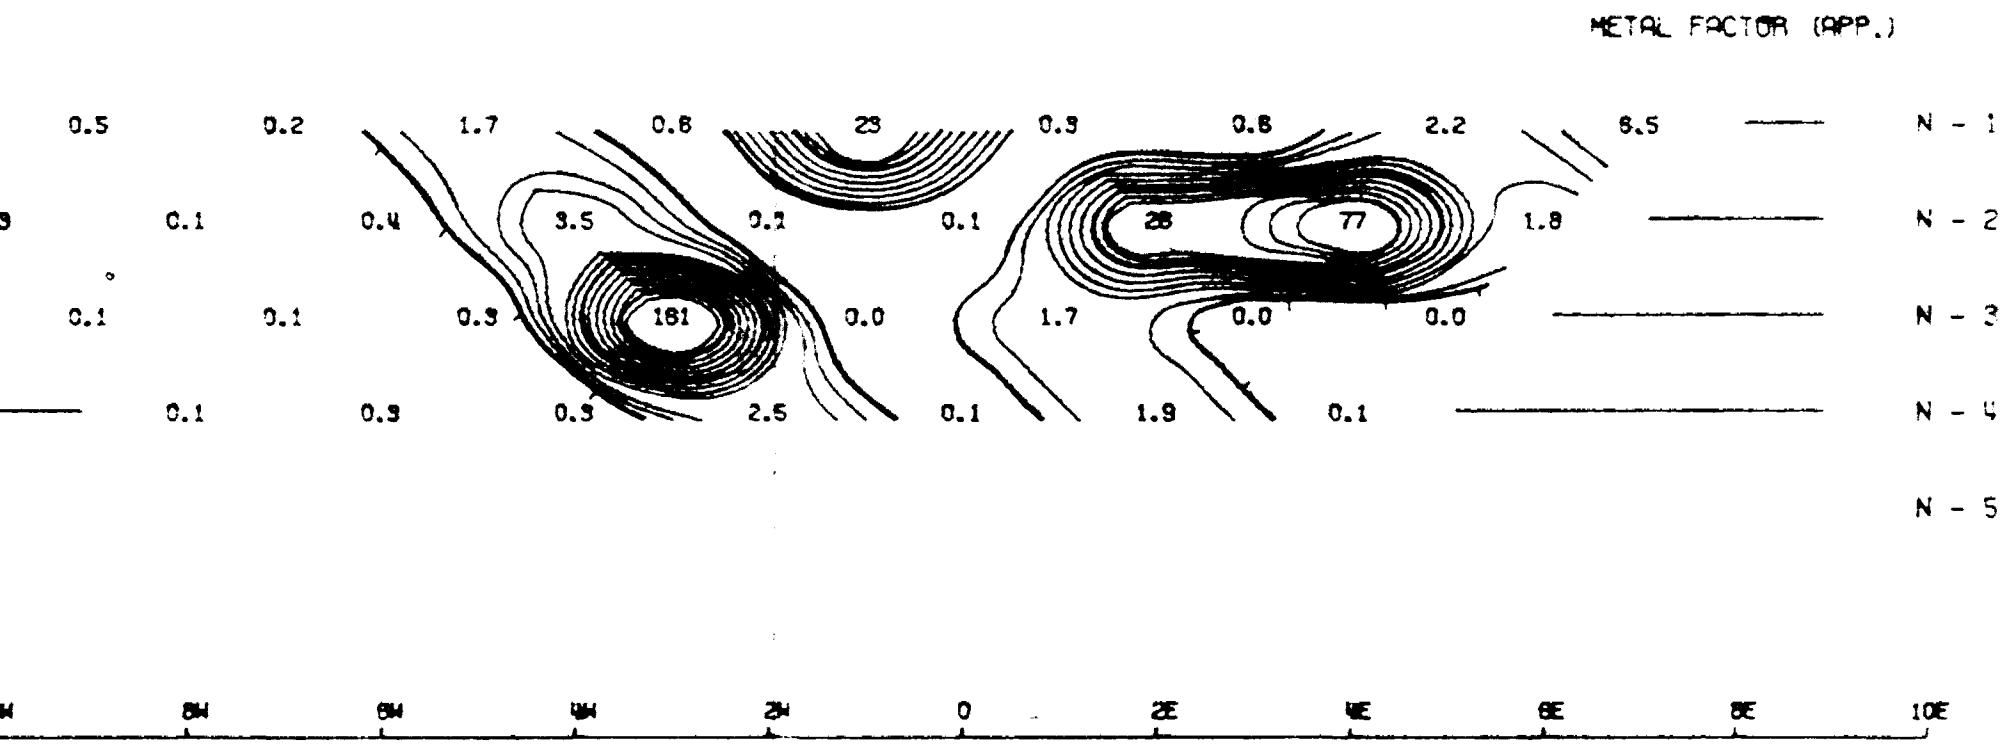 METAL FACTOR (APP.)
0.5 0.2 1.7 0.6 23 0.3 0.6 2.2 6.5 N - 1
0.1 0.4 3.5 0.1 28 77 1.8 N - 2
0.1 0.1 0.3 161 0.0 1.7 0.0 0.0 N - 3
0.1 0.3 0.3 2.5 0.1 1.9 0.1 N - 4
N - 5
8W 6W 4W 2W 0 2E 4E 6E 8E 10E